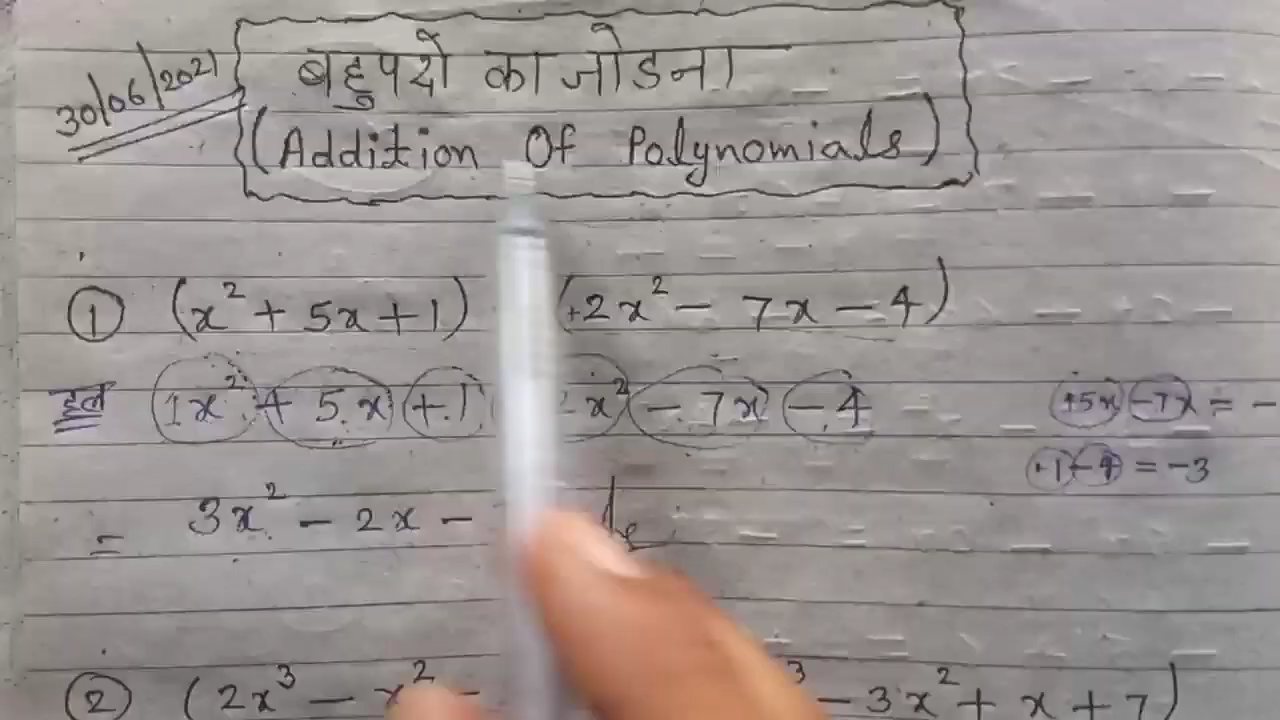 30/06/2021
बहुपदो का जोडना
(Addition Of Polynomials)
① (x² + 5x + 1) (+2x² - 7x - 4)
हल 1x² + 5x + 1 x² - 7x - 4
+5x - 7x = -
+1 - 4 = -3
= 3x² - 2x -
② (2x³ - x² - ³ - 3x² + x + 7)